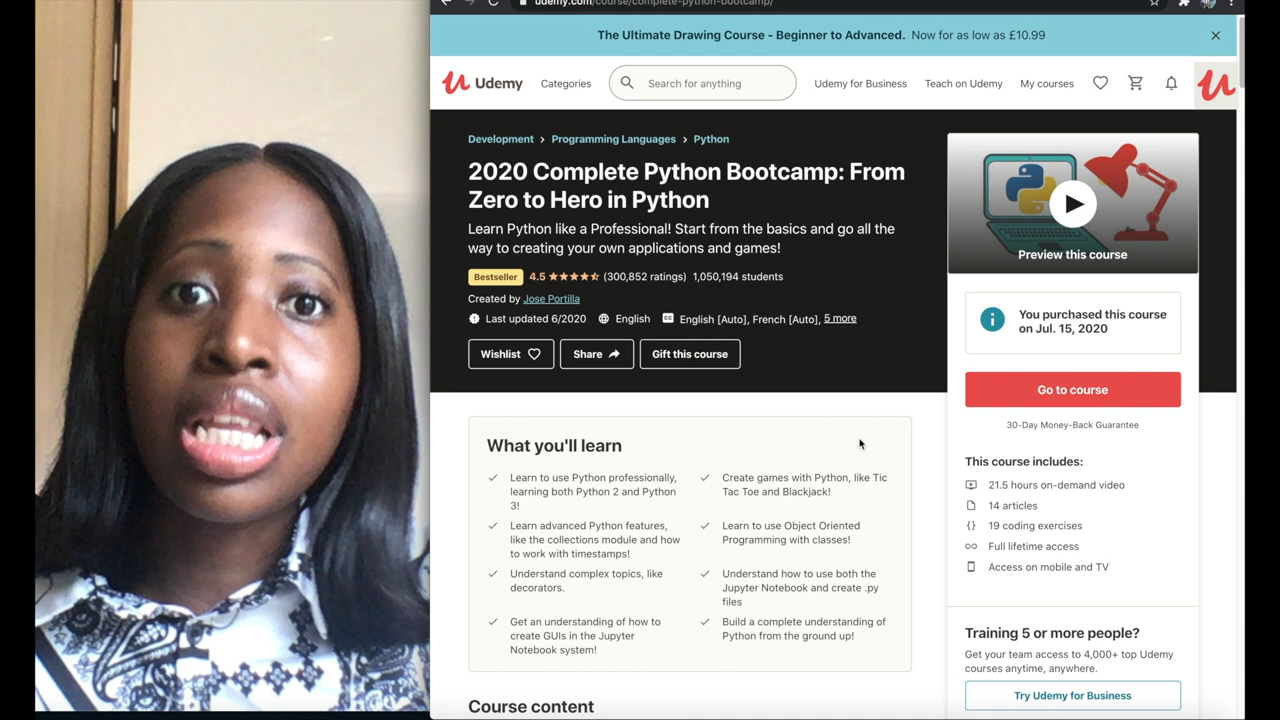 udemy.com/course/complete-python-bootcamp/
The Ultimate Drawing Course - Beginner to Advanced. Now for as low as £10.99
Udemy
Categories
Search for anything
Udemy for Business
Teach on Udemy
My courses
Development > Programming Languages > Python
2020 Complete Python Bootcamp: From
Zero to Hero in Python
Learn Python like a Professional! Start from the basics and go all the
way to creating your own applications and games!
Bestseller 4.5 (300,852 ratings) 1,050,194 students
Created by Jose Portilla
Last updated 6/2020 English English [Auto], French [Auto], 5 more
Wishlist
Share
Gift this course
Preview this course
You purchased this course
on Jul. 15, 2020
Go to course
30-Day Money-Back Guarantee
This course includes:
21.5 hours on-demand video
14 articles
19 coding exercises
Full lifetime access
Access on mobile and TV
Training 5 or more people?
Get your team access to 4,000+ top Udemy
courses anytime, anywhere.
Try Udemy for Business
What you'll learn
Learn to use Python professionally,
learning both Python 2 and Python
3!
Create games with Python, like Tic
Tac Toe and Blackjack!
Learn advanced Python features,
like the collections module and how
to work with timestamps!
Learn to use Object Oriented
Programming with classes!
Understand complex topics, like
decorators.
Understand how to use both the
Jupyter Notebook and create .py
files
Get an understanding of how to
create GUIs in the Jupyter
Notebook system!
Build a complete understanding of
Python from the ground up!
Course content